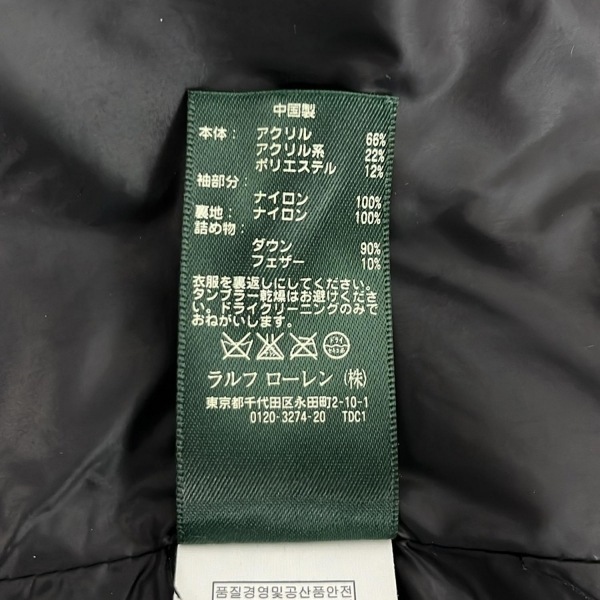 中国製
本体: アクリル 66%
アクリル系 22%
ポリエステル 12%
袖部分:
ナイロン 100%
裏地: ナイロン 100%
詰め物:
ダウン 90%
フェザー 10%
衣服を裏返しにしてください。
タンブラー乾燥はお避けくださ
い。ドライクリーニングのみで
おねがいします。
ドライ
ラルフ ローレン (株)
東京都千代田区永田町2-10-1
0120-3274-20 TDC1
품질경영및공산품안전